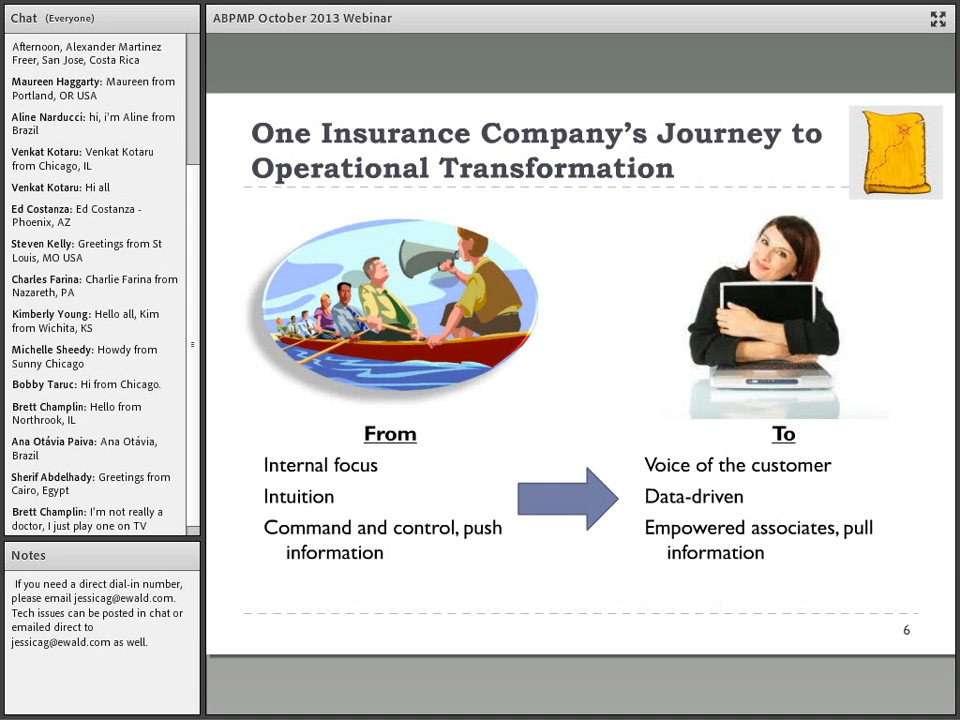 Chat (Everyone)
Afternoon, Alexander Martinez
Freer, San Jose, Costa Rica
Maureen Haggarty: Maureen from
Portland, OR USA
Aline Narducci: hi, i'm Aline from
Brazil
Venkat Kotaru: Venkat Kotaru
from Chicago, IL
Venkat Kotaru: Hi all
Ed Costanza: Ed Costanza -
Phoenix, AZ
Steven Kelly: Greetings from St
Louis, MO USA
Charles Farina: Charlie Farina from
Nazareth, PA
Kimberly Young: Hello all, Kim
from Wichita, KS
Michelle Sheedy: Howdy from
Sunny Chicago
Bobby Taruc: Hi from Chicago.
Brett Champlin: Hello from
Northrook, IL
Ana Otávia Paiva: Ana Otávia,
Brazil
Sherif Abdelhady: Greetings from
Cairo, Egypt
Brett Champlin: I'm not really a
doctor, I just play one on TV
Notes
If you need a direct dial-in number,
please email jessicag@ewald.com.
Tech issues can be posted in chat or
emailed direct to
jessicag@ewald.com as well.
ABPMP October 2013 Webinar
One Insurance Company's Journey to
Operational Transformation
From
Internal focus
Intuition
Command and control, push
information
To
Voice of the customer
Data-driven
Empowered associates, pull
information
6